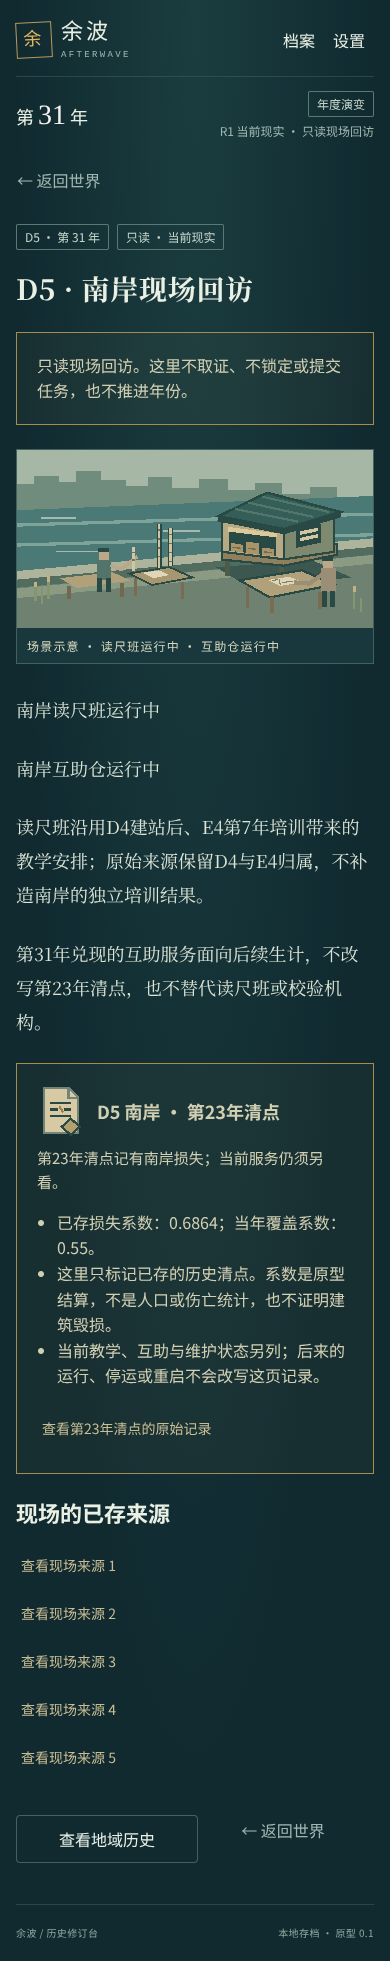 余
余波
AFTERWAVE
档案 设置
第 31 年
年度演变
R1 当前现实 · 只读现场回访
← 返回世界
D5 · 第 31 年
只读 · 当前现实
D5 · 南岸现场回访
只读现场回访。这里不取证、不锁定或提交
任务，也不推进年份。
场景示意 · 读尺班运行中 · 互助仓运行中
南岸读尺班运行中
南岸互助仓运行中
读尺班沿用D4建站后、E4第7年培训带来的
教学安排；原始来源保留D4与E4归属，不补
造南岸的独立培训结果。
第31年兑现的互助服务面向后续生计，不改
写第23年清点，也不替代读尺班或校验机
构。
D5 南岸 · 第23年清点
第23年清点记有南岸损失；当前服务仍须另
看。
• 已存损失系数：0.6864；当年覆盖系数：
0.55。
• 这里只标记已存的历史清点。系数是原型
结算，不是人口或伤亡统计，也不证明建
筑毁损。
• 当前教学、互助与维护状态另列；后来的
运行、停运或重启不会改写这页记录。
查看第23年清点的原始记录
现场的已存来源
查看现场来源 1
查看现场来源 2
查看现场来源 3
查看现场来源 4
查看现场来源 5
查看地域历史
← 返回世界
余波 / 历史修订台
本地存档 · 原型 0.1